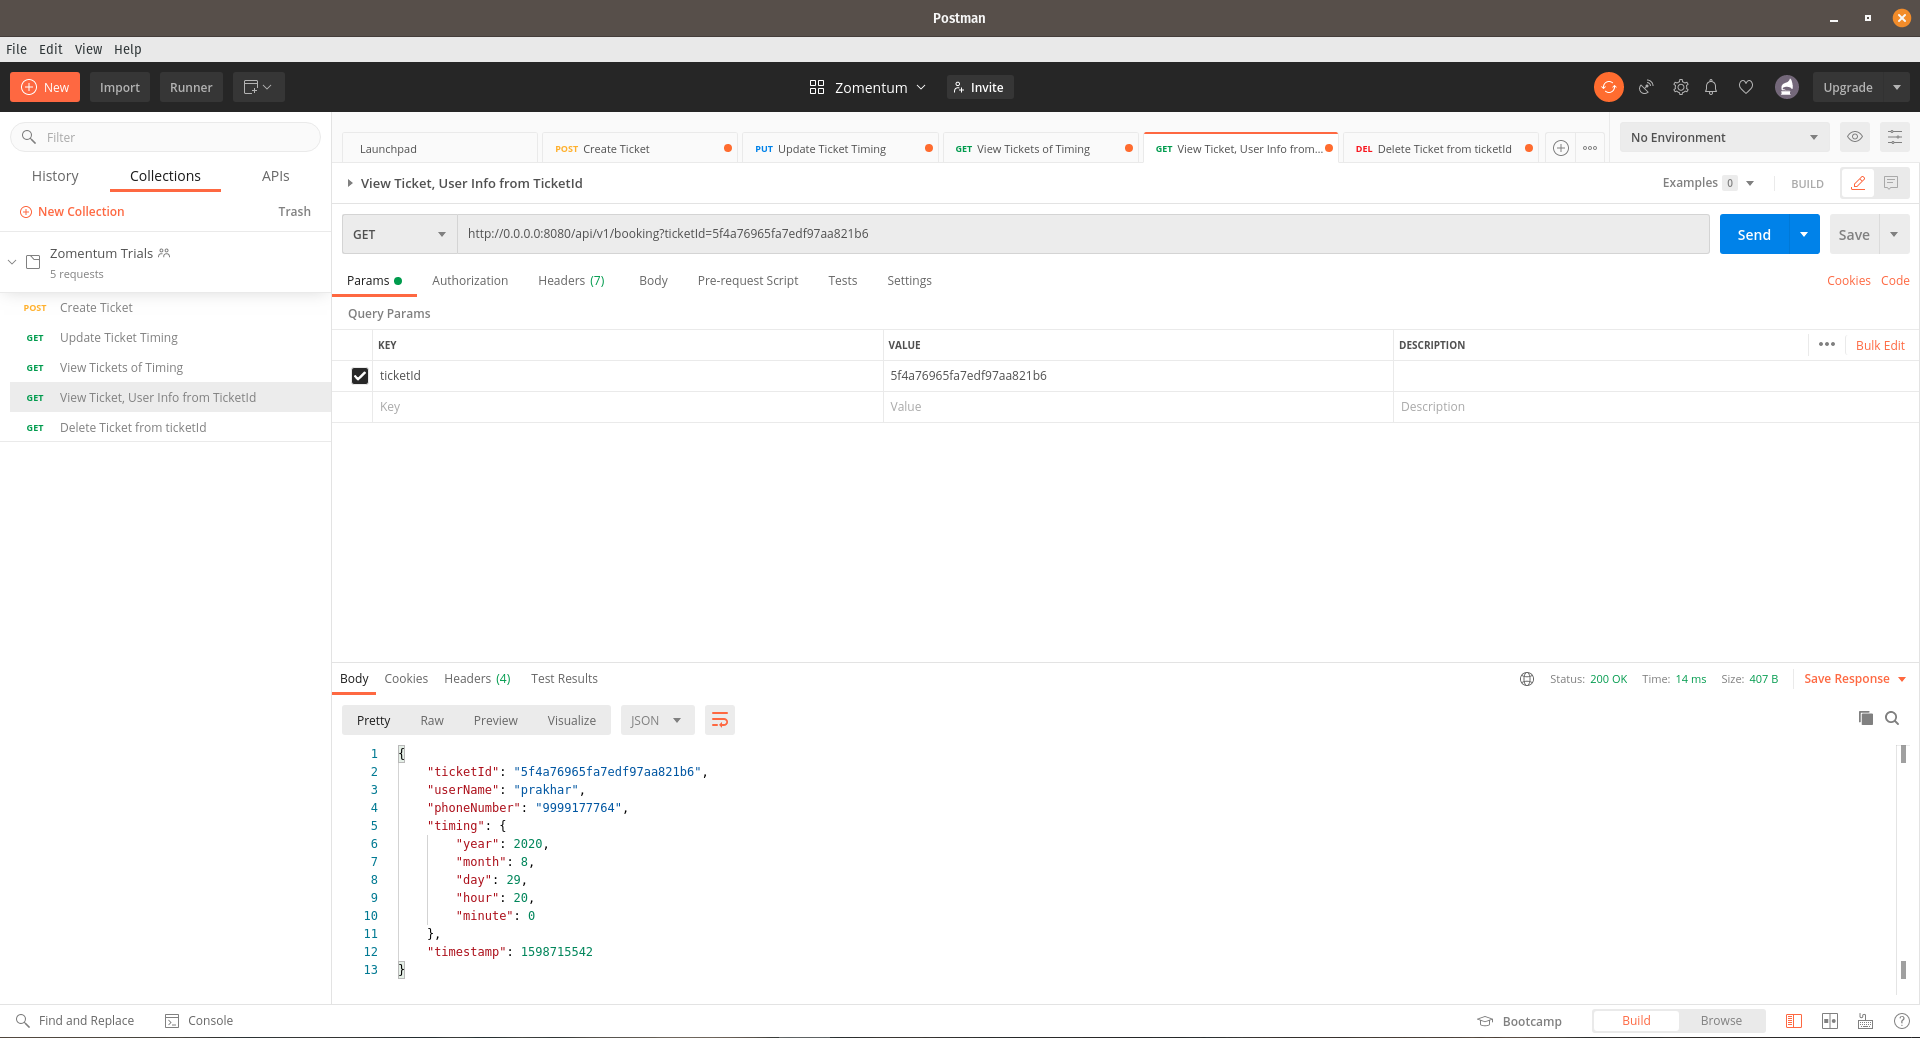 Postman
File Edit View Help
New Import Runner Zomentum Invite Upgrade
Filter
History Collections APIs
New Collection Trash
Zomentum Trials
5 requests
POST Create Ticket
GET Update Ticket Timing
GET View Tickets of Timing
GET View Ticket, User Info from TicketId
GET Delete Ticket from ticketId
Launchpad POST Create Ticket PUT Update Ticket Timing GET View Tickets of Timing GET View Ticket, User Info from... DEL Delete Ticket from ticketId No Environment
View Ticket, User Info from TicketId Examples 0 BUILD
GET http://0.0.0.0:8080/api/v1/booking?ticketId=5f4a76965fa7edf97aa821b6 Send Save
Params Authorization Headers (7) Body Pre-request Script Tests Settings Cookies Code
Query Params
KEY VALUE DESCRIPTION Bulk Edit
ticketId 5f4a76965fa7edf97aa821b6
Key Value Description
Body Cookies Headers (4) Test Results Status: 200 OK Time: 14 ms Size: 407 B Save Response
Pretty Raw Preview Visualize JSON
1 {
2 "ticketId": "5f4a76965fa7edf97aa821b6",
3 "userName": "prakhar",
4 "phoneNumber": "9999177764",
5 "timing": {
6 "year": 2020,
7 "month": 8,
8 "day": 29,
9 "hour": 20,
10 "minute": 0
11 },
12 "timestamp": 1598715542
13 }
Find and Replace Console Bootcamp Build Browse